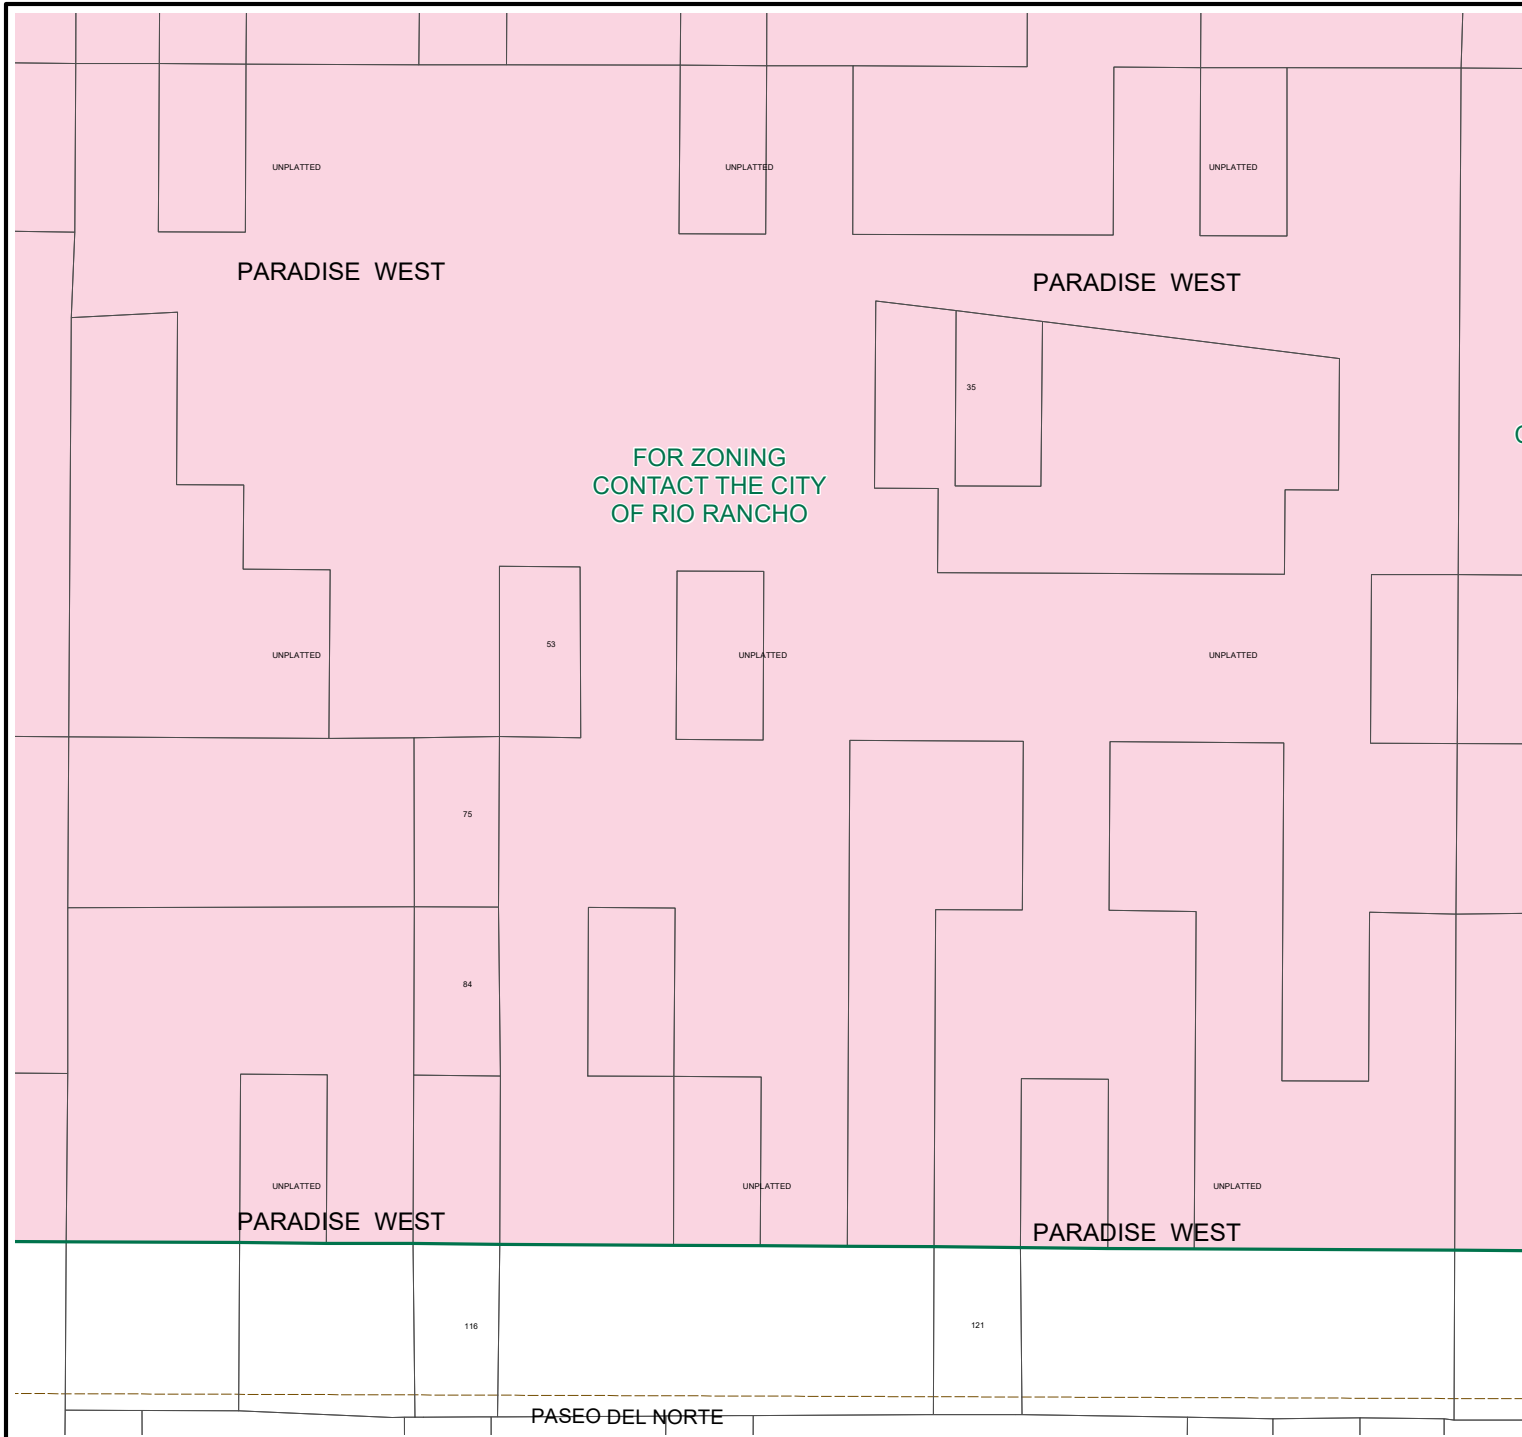 UNPLATTED
UNPLATTED
UNPLATTED
PARADISE WEST
PARADISE WEST
35
FOR ZONING
CONTACT THE CITY
OF RIO RANCHO
53
UNPLATTED
UNPLATTED
UNPLATTED
75
84
UNPLATTED
UNPLATTED
UNPLATTED
PARADISE WEST
PARADISE WEST
116
121
PASEO DEL NORTE